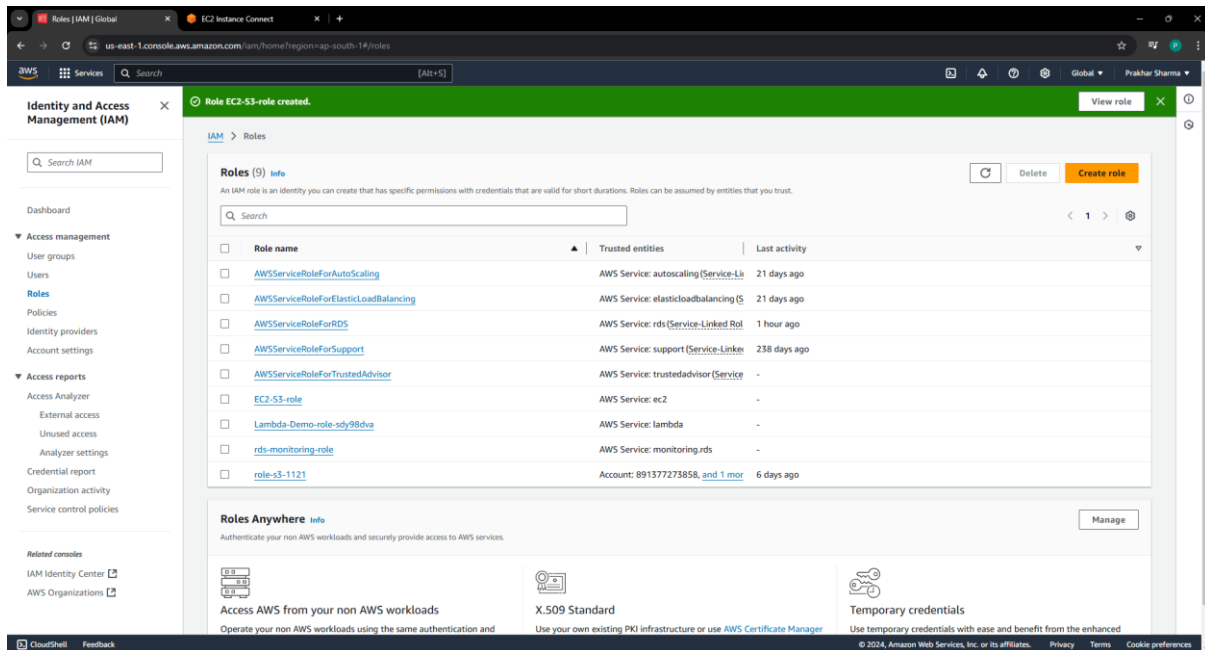 Roles | IAM | Global
EC2 Instance Connect
us-east-1.console.aws.amazon.com/iam/home?region=ap-south-1#/roles
P
aws
Services
Search
[Alt+S]
Global
Prakhar Sharma
Identity and Access Management (IAM)
Search IAM
Dashboard
Access management
User groups
Users
Roles
Policies
Identity providers
Account settings
Access reports
Access Analyzer
External access
Unused access
Analyzer settings
Credential report
Organization activity
Service control policies
Related consoles
IAM Identity Center
AWS Organizations
Role EC2-S3-role created.
View role
IAM > Roles
Roles (9) Info
Delete
Create role
An IAM role is an identity you can create that has specific permissions with credentials that are valid for short durations. Roles can be assumed by entities that you trust.
Search
1
Role name Trusted entities Last activity
AWSServiceRoleForAutoScaling AWS Service: autoscaling (Service-Li 21 days ago
AWSServiceRoleForElasticLoadBalancing AWS Service: elasticloadbalancing (S 21 days ago
AWSServiceRoleForRDS AWS Service: rds (Service-Linked Rol 1 hour ago
AWSServiceRoleForSupport AWS Service: support (Service-Linke 238 days ago
AWSServiceRoleForTrustedAdvisor AWS Service: trustedadvisor (Service -
EC2-S3-role AWS Service: ec2 -
Lambda-Demo-role-sdy98dva AWS Service: lambda -
rds-monitoring-role AWS Service: monitoring.rds -
role-s3-1121 Account: 891377273858, and 1 mor 6 days ago
Roles Anywhere Info
Manage
Authenticate your non AWS workloads and securely provide access to AWS services.
Access AWS from your non AWS workloads
Operate your non AWS workloads using the same authentication and
X.509 Standard
Use your own existing PKI infrastructure or use AWS Certificate Manager
Temporary credentials
Use temporary credentials with ease and benefit from the enhanced
CloudShell Feedback
© 2024, Amazon Web Services, Inc. or its affiliates. Privacy Terms Cookie preferences